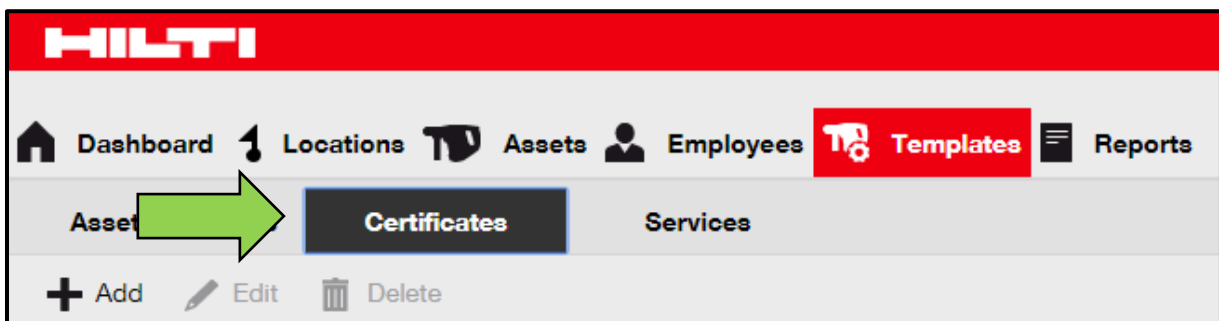 HILTI
Dashboard Locations Assets Employees Templates Reports
Certificates Services
Add Edit Delete